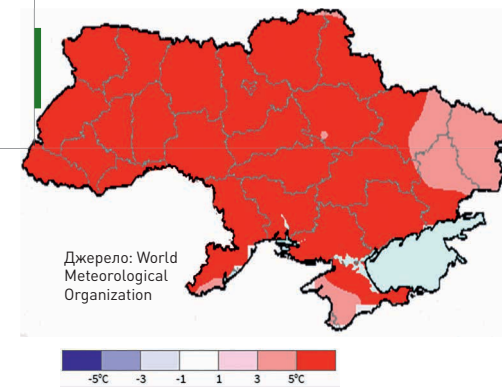 Джерело: World
Meteorological
Organization
-5°C -3 -1 1 3 5°C